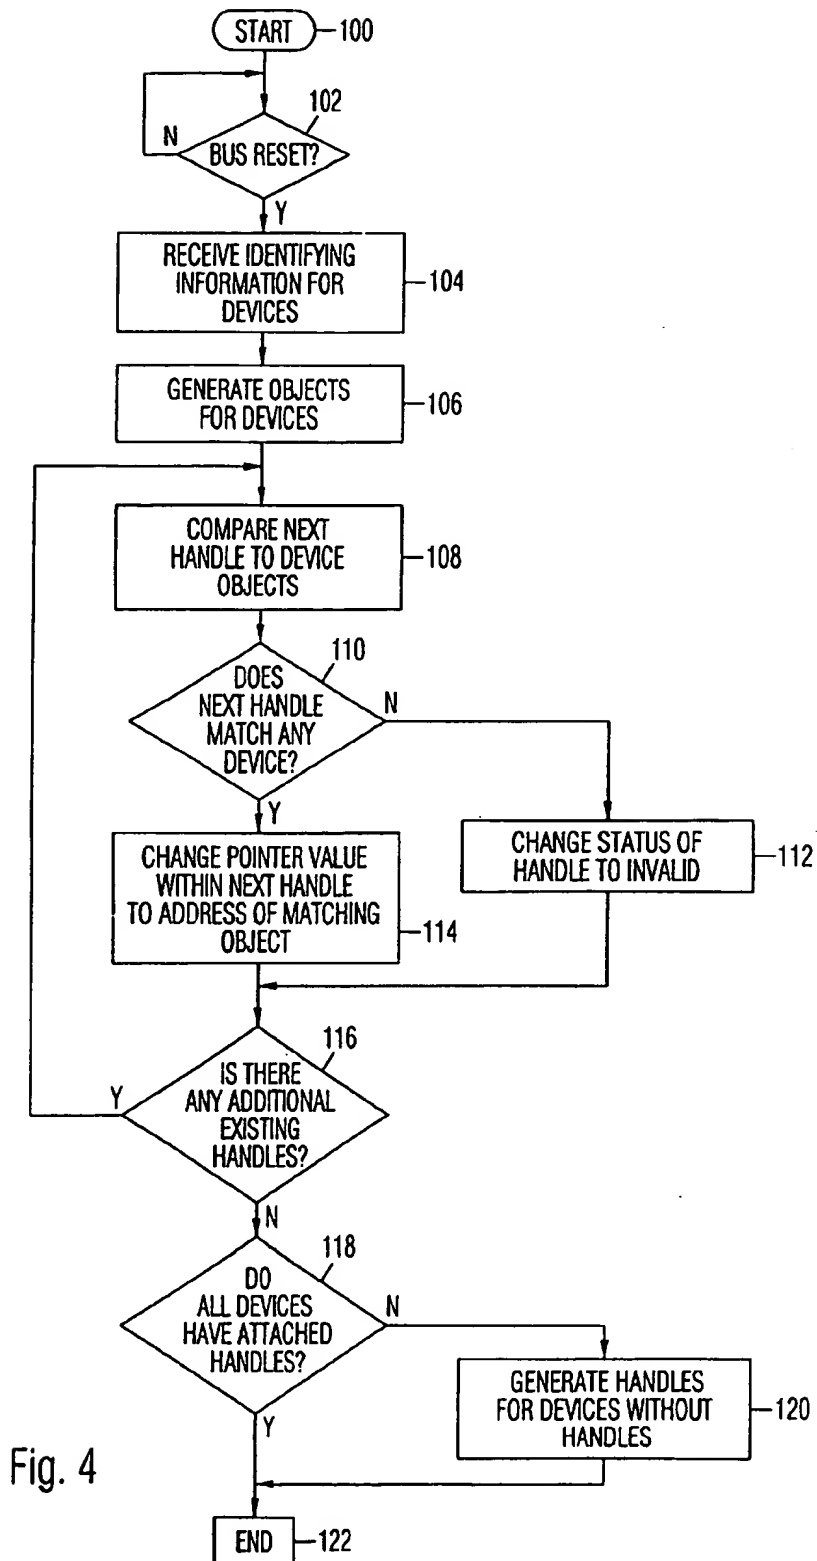 START
100
102
N
BUS RESET?
Y
RECEIVE IDENTIFYING
INFORMATION FOR
DEVICES
104
GENERATE OBJECTS
FOR DEVICES
106
COMPARE NEXT
HANDLE TO DEVICE
OBJECTS
108
110
DOES
NEXT HANDLE
MATCH ANY
DEVICE?
N
Y
CHANGE POINTER VALUE
WITHIN NEXT HANDLE
TO ADDRESS OF MATCHING
OBJECT
114
CHANGE STATUS OF
HANDLE TO INVALID
112
116
IS THERE
ANY ADDITIONAL
EXISTING
HANDLES?
Y
N
118
DO
ALL DEVICES
HAVE ATTACHED
HANDLES?
N
Y
GENERATE HANDLES
FOR DEVICES WITHOUT
HANDLES
120
Fig. 4
END
122